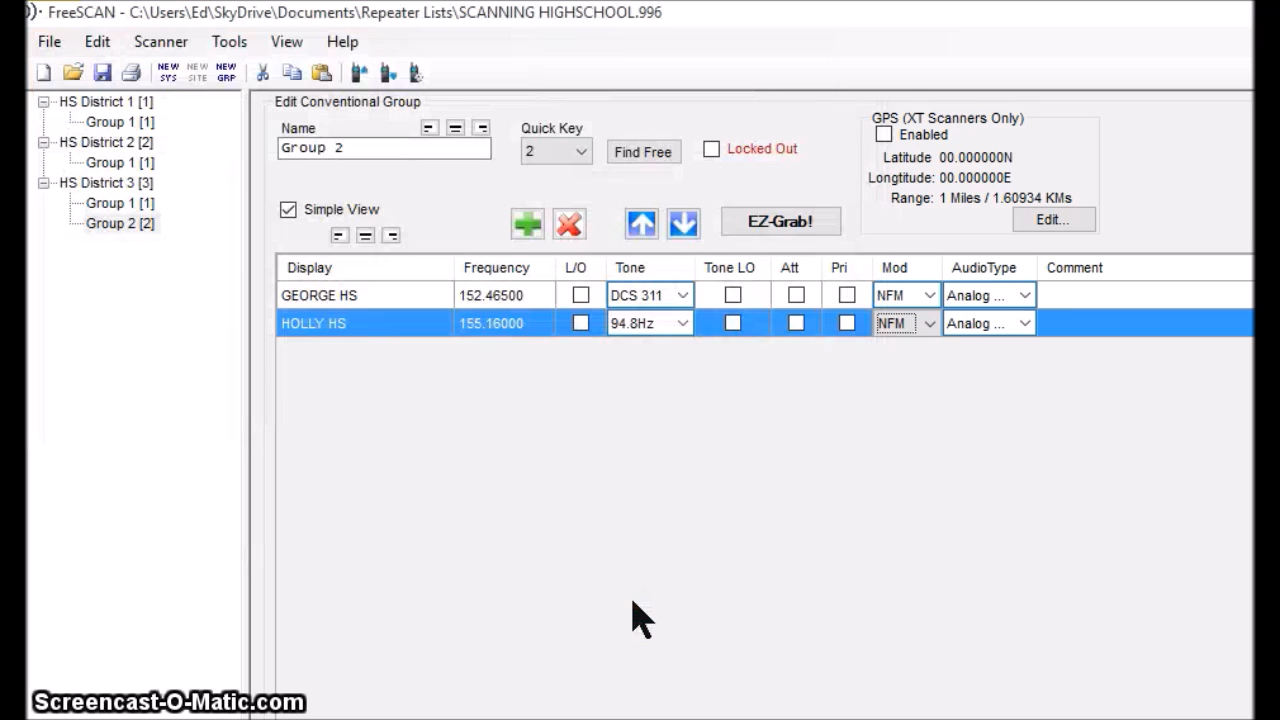 FreeSCAN - C:\Users\Ed\SkyDrive\Documents\Repeater Lists\SCANNING HIGHSCHOOL.996
File Edit Scanner Tools View Help
NEW SYS NEW SITE NEW GRP
HS District 1 [1]
Group 1 [1]
HS District 2 [2]
Group 1 [1]
HS District 3 [3]
Group 1 [1]
Group 2 [2]
Edit Conventional Group
Name
Group 2
Quick Key
2
Find Free
Locked Out
GPS (XT Scanners Only)
Enabled
Latitude 00.000000N
Longtitude: 00.000000E
Range: 1 Miles / 1.60934 KMs
Edit...
Simple View
EZ-Grab!
Display Frequency L/O Tone Tone LO Att Pri Mod AudioType Comment
GEORGE HS 152.46500 DCS 311 NFM Analog ...
HOLLY HS 155.16000 94.8Hz NFM Analog ...
Screencast-O-Matic.com